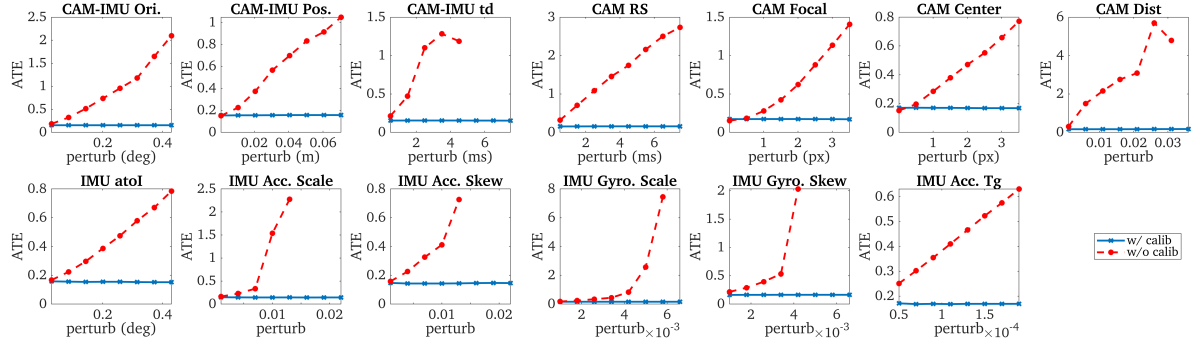 CAM-IMU Ori.
ATE
2.5
2
1.5
1
0.5
0
0.2
0.4
perturb (deg)
CAM-IMU Pos.
ATE
1
0.8
0.6
0.4
0.2
0
0.02
0.04
0.06
perturb (m)
CAM-IMU td
ATE
1.5
1
0.5
0
2
4
6
perturb (ms)
CAM RS
ATE
3
2
1
0
2
4
6
perturb (ms)
CAM Focal
ATE
1.5
1
0.5
0
1
2
3
perturb (px)
CAM Center
ATE
0.8
0.6
0.4
0.2
0
1
2
3
perturb (px)
CAM Dist
ATE
6
4
2
0
0.01
0.02
0.03
perturb
IMU atoI
ATE
0.8
0.6
0.4
0.2
0
0.2
0.4
perturb (deg)
IMU Acc. Scale
ATE
2.5
2
1.5
1
0.5
0
0.01
0.02
perturb
IMU Acc. Skew
ATE
0.8
0.6
0.4
0.2
0
0.01
0.02
perturb
IMU Gyro. Scale
ATE
8
6
4
2
0
2
4
6
perturb ×10⁻³
IMU Gyro. Skew
ATE
2
1.5
1
0.5
0
2
4
6
perturb ×10⁻³
IMU Acc. Tg
ATE
0.6
0.5
0.4
0.3
0.2
0.5
1
1.5
perturb ×10⁻⁴
w/ calib
w/o calib